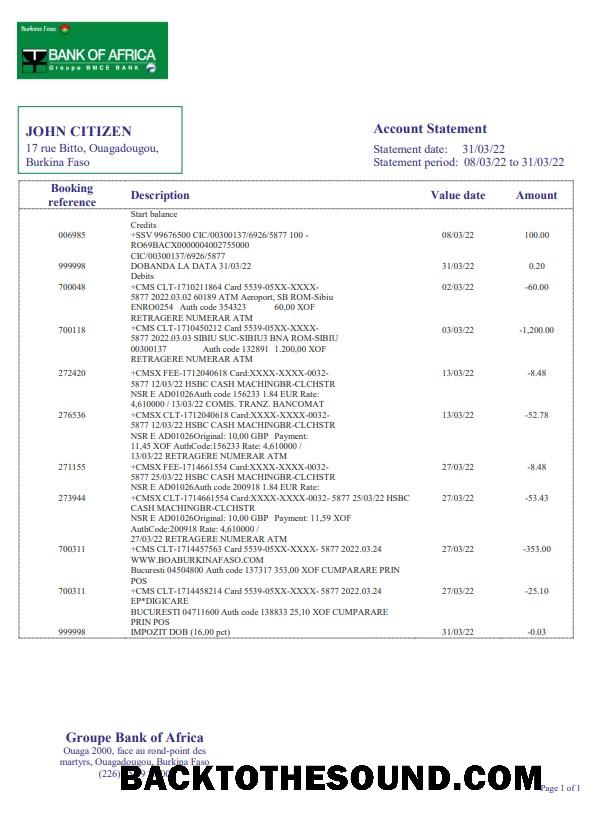 Burkina Faso
BANK OF AFRICA
Groupe BMCE BANK
JOHN CITIZEN
17 rue Bitto, Ouagadougou,
Burkina Faso
Account Statement
Statement date: 31/03/22
Statement period: 08/03/22 to 31/03/22
Booking reference Description Value date Amount
Start balance
Credits
006985 +SSV 99676500 CIC/00300137/6926/5877 100 - 08/03/22 100.00
RO69BACX0000004002755000
CIC/00300137/6926/5877
999998 DOBANDA LA DATA 31/03/22 31/03/22 0.20
Debits
700048 +CMS CLT-1710211864 Card 5539-05XX-XXXX- 02/03/22 -60.00
5877 2022.03.02 60189 ATM Aeroport, SB ROM-Sibiu
ENRO0254 Auth code 354323 60,00 XOF
RETRAGERE NUMERAR ATM
700118 +CMS CLT-1710450212 Card 5539-05XX-XXXX- 03/03/22 -1,200.00
5877 2022.03.03 SIBIU SUC-SIBIU3 BNA ROM-SIBIU
00300137 Auth code 132891 1.200,00 XOF
RETRAGERE NUMERAR ATM
272420 +CMSX FEE-1712040618 Card:XXXX-XXXX-0032- 13/03/22 -8.48
5877 12/03/22 HSBC CASH MACHINGBR-CLCHSTR
NSR E AD01026Auth code 156233 1.84 EUR Rate:
4,610000 / 13/03/22 COMIS. TRANZ. BANCOMAT
276536 +CMSX CLT-1712040618 Card:XXXX-XXXX-0032- 13/03/22 -52.78
5877 12/03/22 HSBC CASH MACHINGBR-CLCHSTR
NSR E AD01026Original: 10,00 GBP Payment:
11,45 XOF AuthCode:156233 Rate: 4,610000 /
13/03/22 RETRAGERE NUMERAR ATM
271155 +CMSX FEE-1714661554 Card:XXXX-XXXX-0032- 27/03/22 -8.48
5877 25/03/22 HSBC CASH MACHINGBR-CLCHSTR
NSR E AD01026Auth code 200918 1.84 EUR Rate:
273944 +CMSX CLT-1714661554 Card:XXXX-XXXX-0032- 5877 25/03/22 HSBC 27/03/22 -53.43
CASH MACHINGBR-CLCHSTR
NSR E AD01026Original: 10,00 GBP Payment: 11,59 XOF
AuthCode:200918 Rate: 4,610000 /
27/03/22 RETRAGERE NUMERAR ATM
700311 +CMS CLT-1714457563 Card 5539-05XX-XXXX- 5877 2022.03.24 27/03/22 -353.00
WWW.BOABURKINAFASO.COM
Bucuresti 04504800 Auth code 137317 353,00 XOF CUMPARARE PRIN
POS
700311 +CMS CLT-1714458214 Card 5539-05XX-XXXX- 5877 2022.03.24 27/03/22 -25.10
EP*DIGICARE
BUCURESTI 04711600 Auth code 138833 25,10 XOF CUMPARARE
PRIN POS
999998 IMPOZIT DOB (16,00 pct) 31/03/22 -0.03
Groupe Bank of Africa
Ouaga 2000, face au rond-point des
martyrs, Ouagadougou, Burkina Faso
(226)
BACKTOTHESOUND.COM
Page 1 of 1